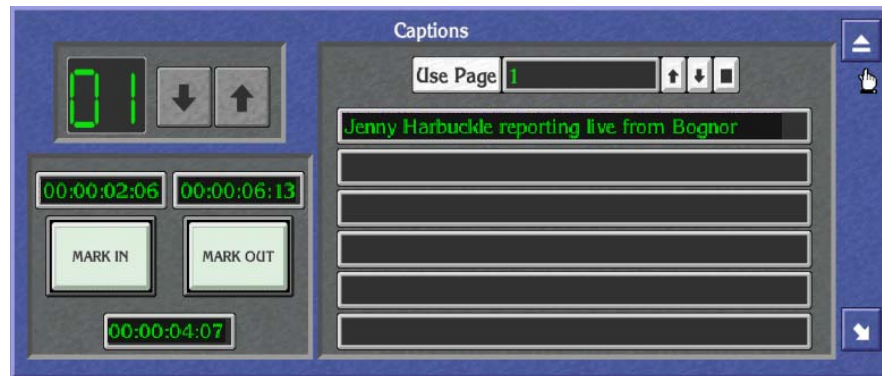 Captions
01
Use Page 1
Jenny Harbuckle reporting live from Bognor
00:00:02:06 00:00:06:13
MARK IN MARK OUT
00:00:04:07